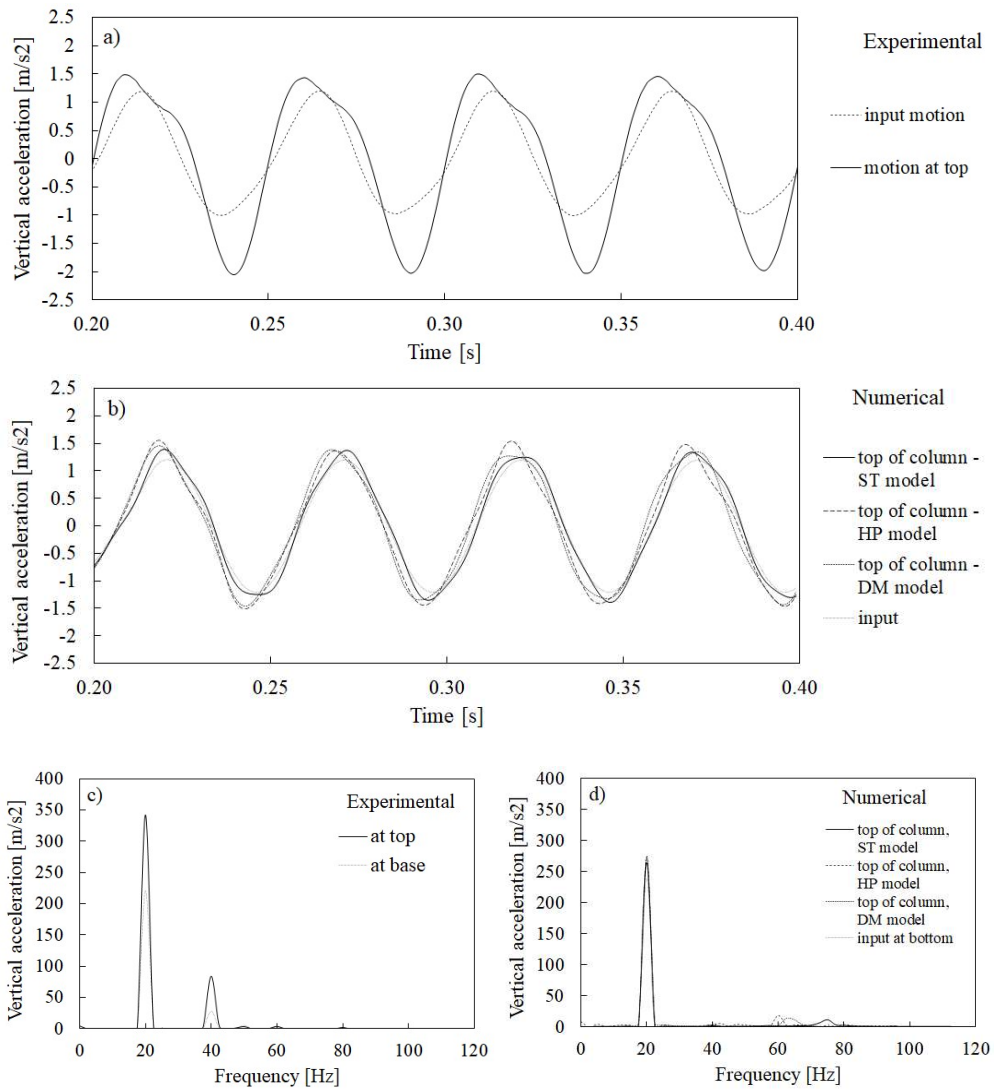 a)
Vertical acceleration [m/s2]
2.5
2
1.5
1
0.5
0
-0.5
-1
-1.5
-2
-2.5
0.20
0.25
0.30
0.35
0.40
Time [s]
Experimental
input motion
motion at top
b)
Vertical acceleration [m/s2]
2.5
2
1.5
1
0.5
0
-0.5
-1
-1.5
-2
-2.5
0.20
0.25
0.30
0.35
0.40
Time [s]
Numerical
top of column -
ST model
top of column -
HP model
top of column -
DM model
input
c)
Vertical acceleration [m/s2]
400
350
300
250
200
150
100
50
0
0
20
40
60
80
100
120
Frequency [Hz]
Experimental
at top
at base
d)
Vertical acceleration [m/s2]
400
350
300
250
200
150
100
50
0
0
20
40
60
80
100
120
Frequency [Hz]
Numerical
top of column,
ST model
top of column,
HP model
top of column,
DM model
input at bottom